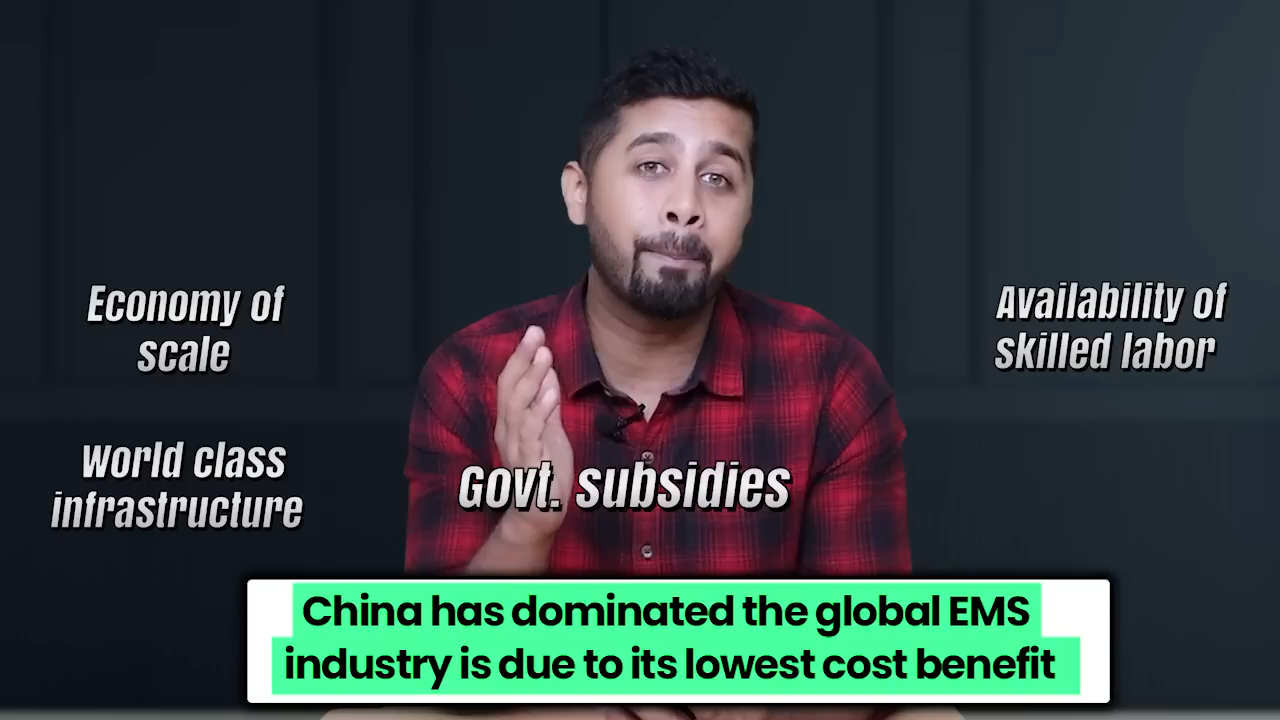 Economy of
scale
Availability of
skilled labor
World class
infrastructure
Govt. subsidies
China has dominated the global EMS
industry is due to its lowest cost benefit